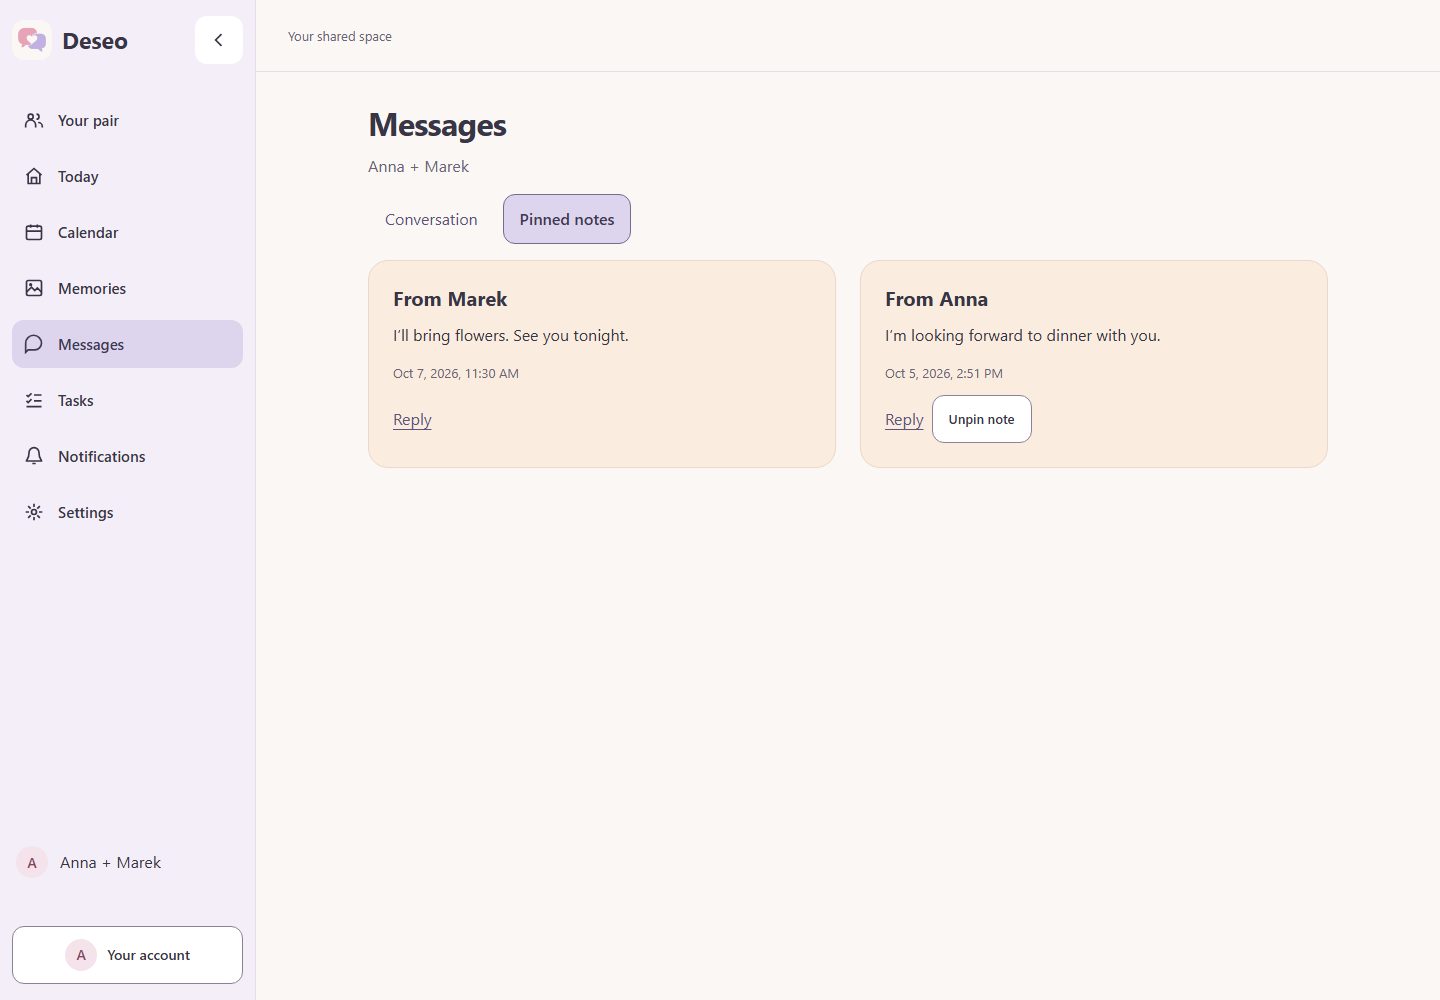 Deseo
Your pair
Today
Calendar
Memories
Messages
Tasks
Notifications
Settings
A
Anna + Marek
A
Your account
Your shared space
Messages
Anna + Marek
Conversation
Pinned notes
From Marek
I’ll bring flowers. See you tonight.
Oct 7, 2026, 11:30 AM
Reply
From Anna
I’m looking forward to dinner with you.
Oct 5, 2026, 2:51 PM
Reply
Unpin note